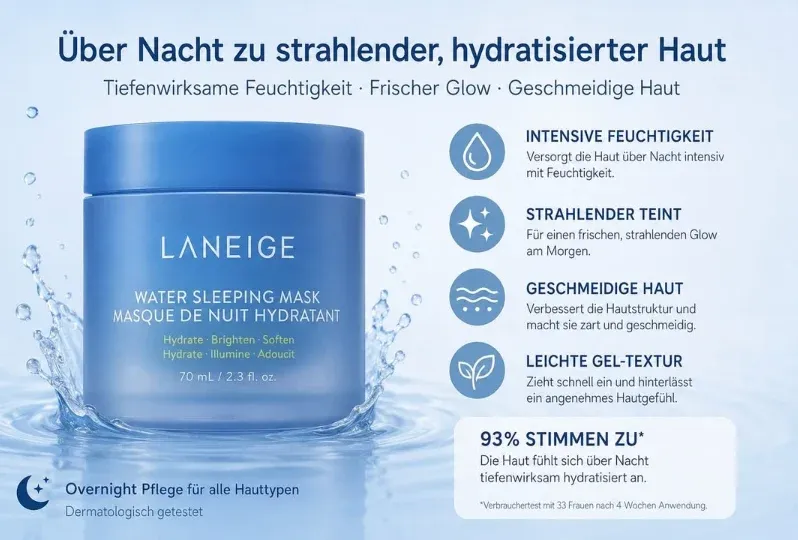 Über Nacht zu strahlender, hydratisierter Haut
Tiefenwirksame Feuchtigkeit · Frischer Glow · Geschmeidige Haut
LANEIGE
WATER SLEEPING MASK
MASQUE DE NUIT HYDRATANT
Hydrate · Brighten · Soften
Hydrate · Illumine · Adoucit
70 mL / 2.3 fl. oz.
INTENSIVE FEUCHTIGKEIT
Versorgt die Haut über Nacht intensiv
mit Feuchtigkeit.
STRAHLENDER TEINT
Für einen frischen, strahlenden Glow
am Morgen.
GESCHMEIDIGE HAUT
Verbessert die Hautstruktur und
macht sie zart und geschmeidig.
LEICHTE GEL-TEXTUR
Zieht schnell ein und hinterlässt
ein angenehmes Hautgefühl.
93% STIMMEN ZU*
Die Haut fühlt sich über Nacht
tiefenwirksam hydratisiert an.
*Verbrauchertest mit 33 Frauen nach 4 Wochen Anwendung.
Overnight Pflege für alle Hauttypen
Dermatologisch getestet